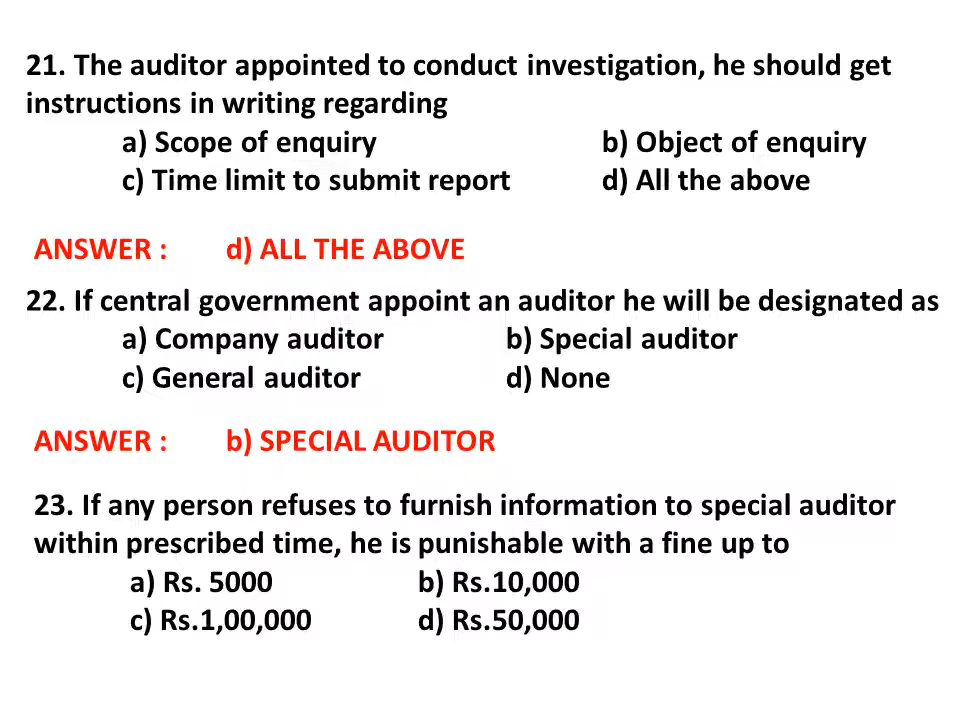 21. The auditor appointed to conduct investigation, he should get
instructions in writing regarding
a) Scope of enquiry b) Object of enquiry
c) Time limit to submit report d) All the above
ANSWER : d) ALL THE ABOVE
22. If central government appoint an auditor he will be designated as
a) Company auditor b) Special auditor
c) General auditor d) None
ANSWER : b) SPECIAL AUDITOR
23. If any person refuses to furnish information to special auditor
within prescribed time, he is punishable with a fine up to
a) Rs. 5000 b) Rs.10,000
c) Rs.1,00,000 d) Rs.50,000